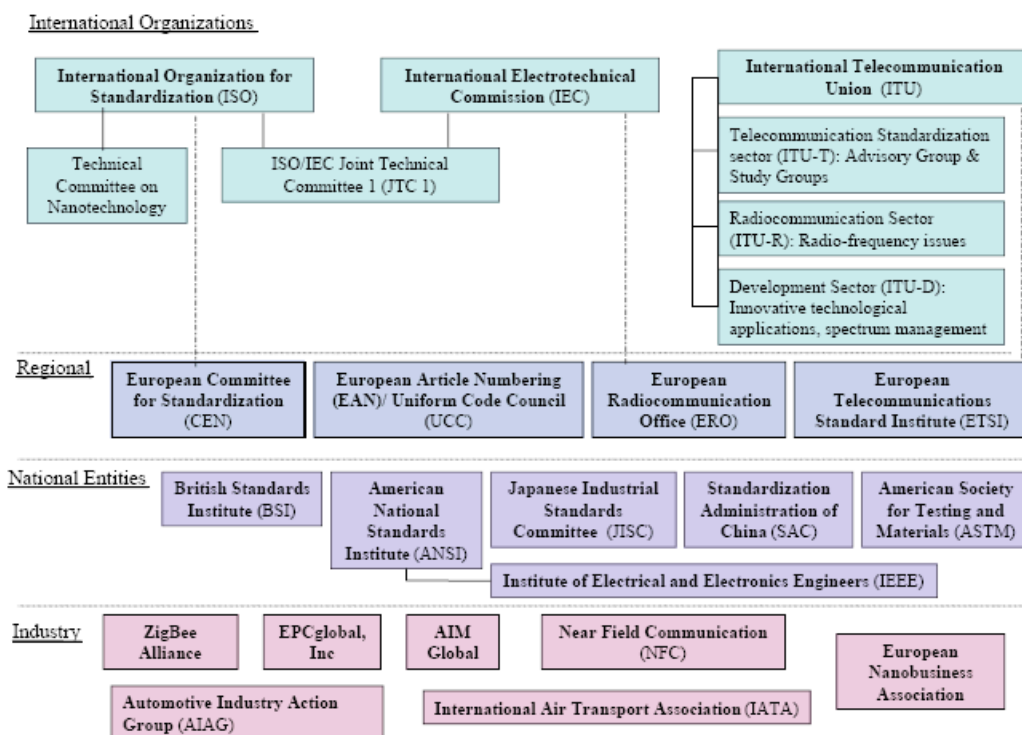 International Organizations
International Organization for
Standardization (ISO)
International Electrotechnical
Commission (IEC)
International Telecommunication
Union (ITU)
Technical
Committee on
Nanotechnology
ISO/IEC Joint Technical
Committee 1 (JTC 1)
Telecommunication Standardization
sector (ITU-T): Advisory Group &
Study Groups
Radiocommunication Sector
(ITU-R): Radio-frequency issues
Development Sector (ITU-D):
Innovative technological
applications, spectrum management
Regional
European Committee
for Standardization
(CEN)
European Article Numbering
(EAN)/ Uniform Code Council
(UCC)
European
Radiocommunication
Office (ERO)
European
Telecommunications
Standard Institute (ETSI)
National Entities
British Standards
Institute (BSI)
American
National
Standards
Institute (ANSI)
Japanese Industrial
Standards
Committee (JISC)
Standardization
Administration of
China (SAC)
American Society
for Testing and
Materials (ASTM)
Institute of Electrical and Electronics Engineers (IEEE)
Industry
ZigBee
Alliance
EPCglobal,
Inc
AIM
Global
Near Field Communication
(NFC)
European
Nanobusiness
Association
Automotive Industry Action
Group (AIAG)
International Air Transport Association (IATA)